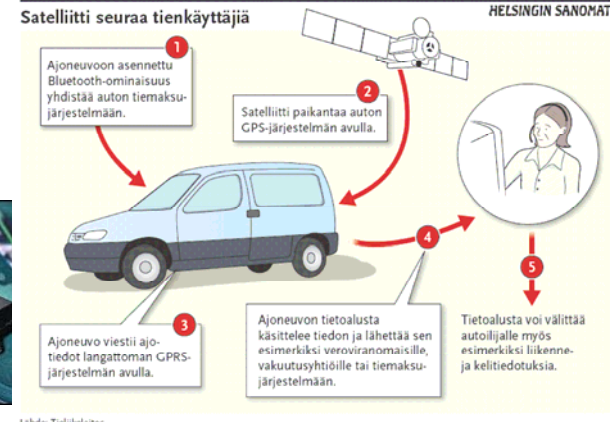 Satelliitti seuraa tienkäyttäjiä
HELSINGIN SANOMAT
1
Ajoneuvoon asennettu
Bluetooth-ominaisuus
yhdistää auton tiemaksu-
järjestelmään.
2
Satelliitti paikantaa auton
GPS-järjestelmän avulla.
3
Ajoneuvo viestii ajo-
tiedot langattoman GPRS-
järjestelmän avulla.
4
Ajoneuvon tietoalusta
käsittelee tiedon ja lähettää sen
esimerkiksi veroviranomaisille,
vakuutusyhtiöille tai tiemaksu-
järjestelmään.
5
Tietoalusta voi välittää
autoilijalle myös
esimerkiksi liikenne-
ja kelitiedotuksia.